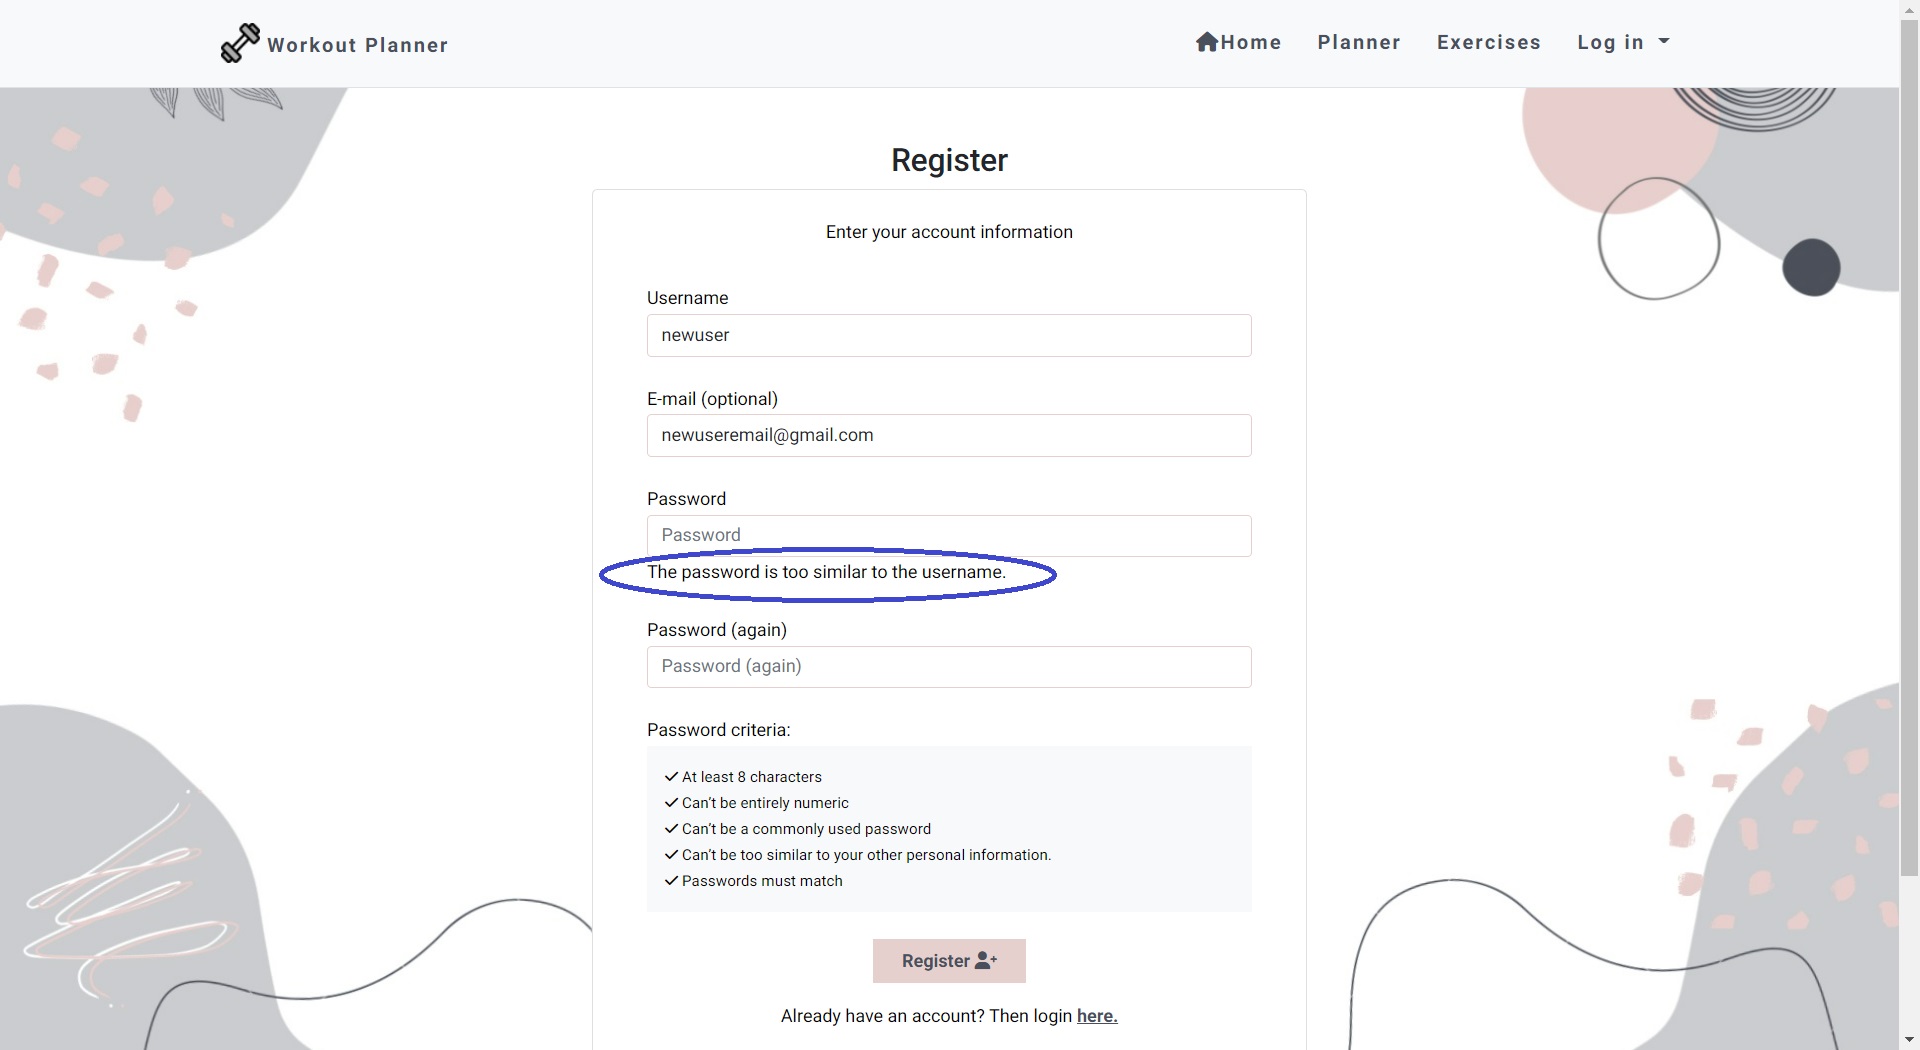 Workout Planner
Home Planner Exercises Log in
Register
Enter your account information
Username
newuser
E-mail (optional)
newuseremail@gmail.com
Password
Password
The password is too similar to the username.
Password (again)
Password (again)
Password criteria:
At least 8 characters
Can't be entirely numeric
Can't be a commonly used password
Can't be too similar to your other personal information.
Passwords must match
Register
Already have an account? Then login here.